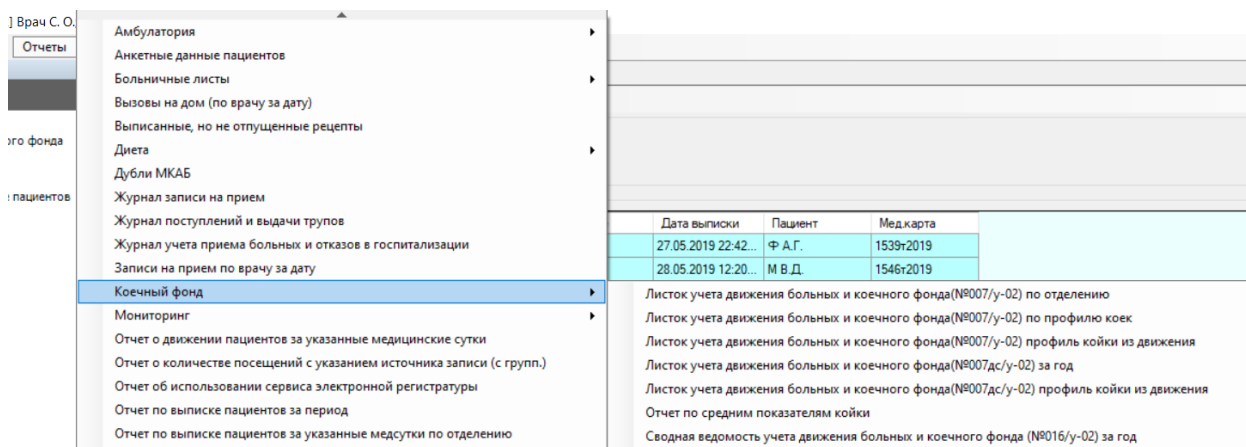 ] Врач С. О.
Отчеты
ого фонда
пациентов
Амбулатория
Анкетные данные пациентов
Больничные листы
Вызовы на дом (по врачу за дату)
Выписанные, но не отпущенные рецепты
Диета
Дубли МКАБ
Журнал записи на прием
Журнал поступлений и выдачи трупов
Журнал учета приема больных и отказов в госпитализации
Записи на прием по врачу за дату
Коечный фонд
Мониторинг
Отчет о движении пациентов за указанные медицинские сутки
Отчет о количестве посещений с указанием источника записи (с групп.)
Отчет об использовании сервиса электронной регистратуры
Отчет по выписке пациентов за период
Отчет по выписке пациентов за указанные медсутки по отделению
Дата выписки Пациент Мед.карта
27.05.2019 22:42... Ф А.Г. 1539т2019
28.05.2019 12:20... М В.Д. 1546т2019
Листок учета движения больных и коечного фонда(№007/у-02) по отделению
Листок учета движения больных и коечного фонда(№007/у-02) по профилю коек
Листок учета движения больных и коечного фонда(№007/у-02) профиль койки из движения
Листок учета движения больных и коечного фонда(№007дс/у-02) за год
Листок учета движения больных и коечного фонда(№007дс/у-02) профиль койки из движения
Отчет по средним показателям койки
Сводная ведомость учета движения больных и коечного фонда (№016/у-02) за год